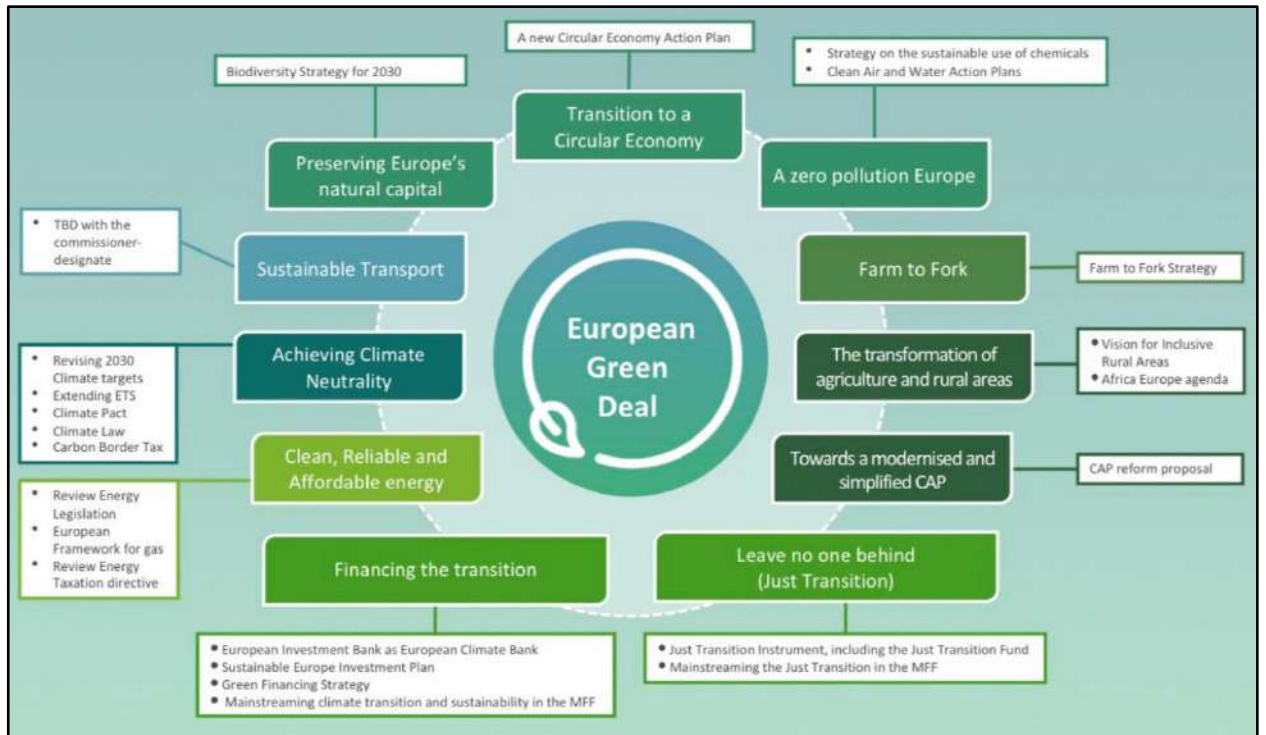 A new Circular Economy Action Plan
Biodiversity Strategy for 2030
• Strategy on the sustainable use of chemicals
• Clean Air and Water Action Plans
Transition to a
Circular Economy
Preserving Europe's
natural capital
A zero pollution Europe
• TBD with the
commissioner-
designate
Sustainable Transport
Farm to Fork
Farm to Fork Strategy
European
Green
Deal
• Revising 2030
Climate targets
• Extending ETS
• Climate Pact
• Climate Law
• Carbon Border Tax
Achieving Climate
Neutrality
The transformation of
agriculture and rural areas
• Vision for Inclusive
Rural Areas
• Africa Europe agenda
Clean, Reliable and
Affordable energy
Towards a modernised and
simplified CAP
CAP reform proposal
• Review Energy
Legislation
• European
Framework for gas
• Review Energy
Taxation directive
Financing the transition
Leave no one behind
(Just Transition)
• European Investment Bank as European Climate Bank
• Sustainable Europe Investment Plan
• Green Financing Strategy
• Mainstreaming climate transition and sustainability in the MFF
• Just Transition Instrument, including the Just Transition Fund
• Mainstreaming the Just Transition in the MFF